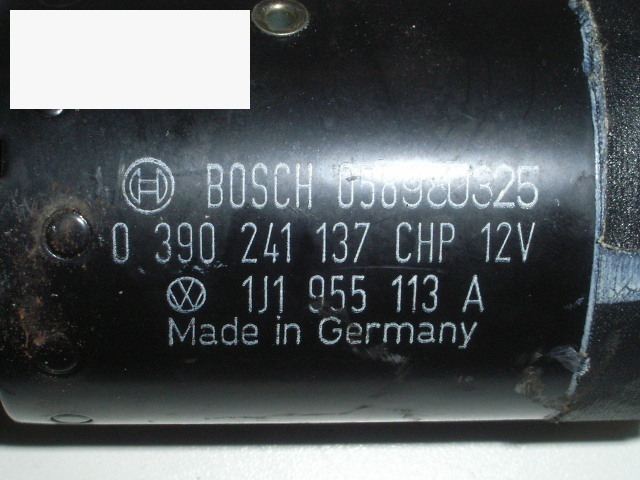 BOSCH 058980325
0 390 241 137 CHP 12V
1J1 955 113 A
Made in Germany